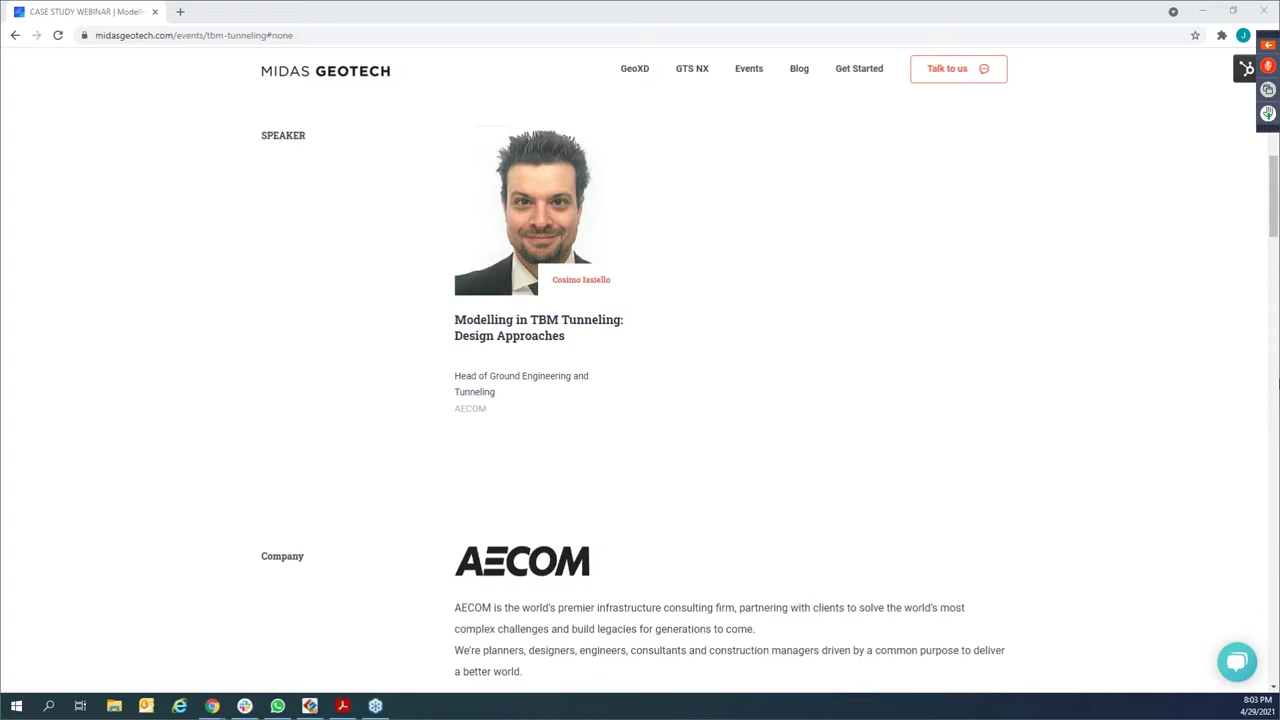 CASE STUDY WEBINAR | Modell
midasgeotech.com/events/tbm-tunneling#none
J
MIDAS GEOTECH
GeoXD
GTS NX
Events
Blog
Get Started
Talk to us
SPEAKER
Cosimo Iasiello
Modelling in TBM Tunneling:
Design Approaches
Head of Ground Engineering and
Tunneling
AECOM
Company
AECOM
AECOM is the world's premier infrastructure consulting firm, partnering with clients to solve the world's most
complex challenges and build legacies for generations to come.
We're planners, designers, engineers, consultants and construction managers driven by a common purpose to deliver
a better world.
8:03 PM
4/29/2021